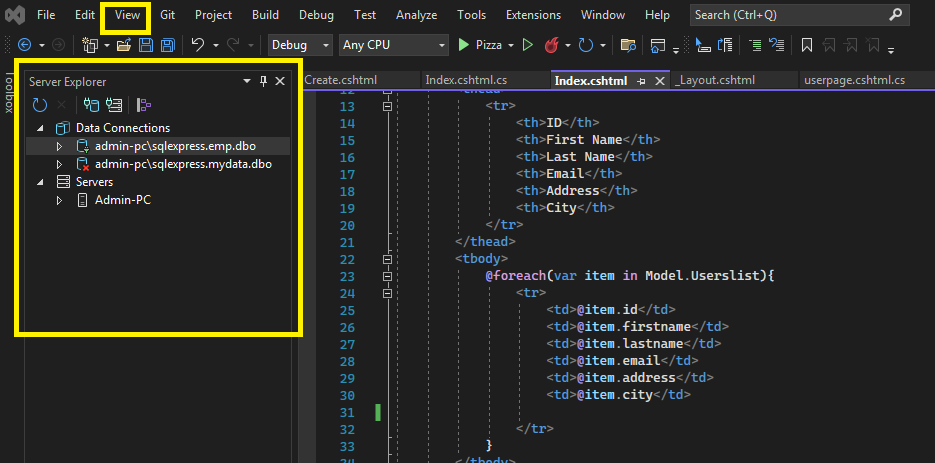 File Edit View Git Project Build Debug Test Analyze Tools Extensions Window Help Search (Ctrl+Q)
Debug Any CPU Pizza
Toolbox
Server Explorer
Data Connections
admin-pc\sqlexpress.emp.dbo
admin-pc\sqlexpress.mydata.dbo
Servers
Admin-PC
Create.cshtml Index.cshtml.cs Index.cshtml _Layout.cshtml userpage.cshtml.cs
12 <thead>
13 <tr>
14 <th>ID</th>
15 <th>First Name</th>
16 <th>Last Name</th>
17 <th>Email</th>
18 <th>Address</th>
19 <th>City</th>
20 </tr>
21 </thead>
22 <tbody>
23 @foreach(var item in Model.Userslist){
24 <tr>
25 <td>@item.id</td>
26 <td>@item.firstname</td>
27 <td>@item.lastname</td>
28 <td>@item.email</td>
29 <td>@item.address</td>
30 <td>@item.city</td>
31
32 </tr>
33 }
34 </tbody>